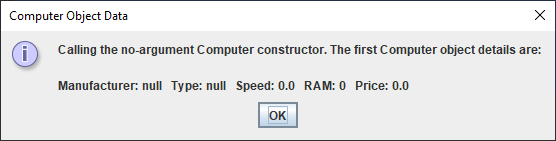 Computer Object Data
Calling the no-argument Computer constructor. The first Computer object details are:
Manufacturer: null Type: null Speed: 0.0 RAM: 0 Price: 0.0
OK